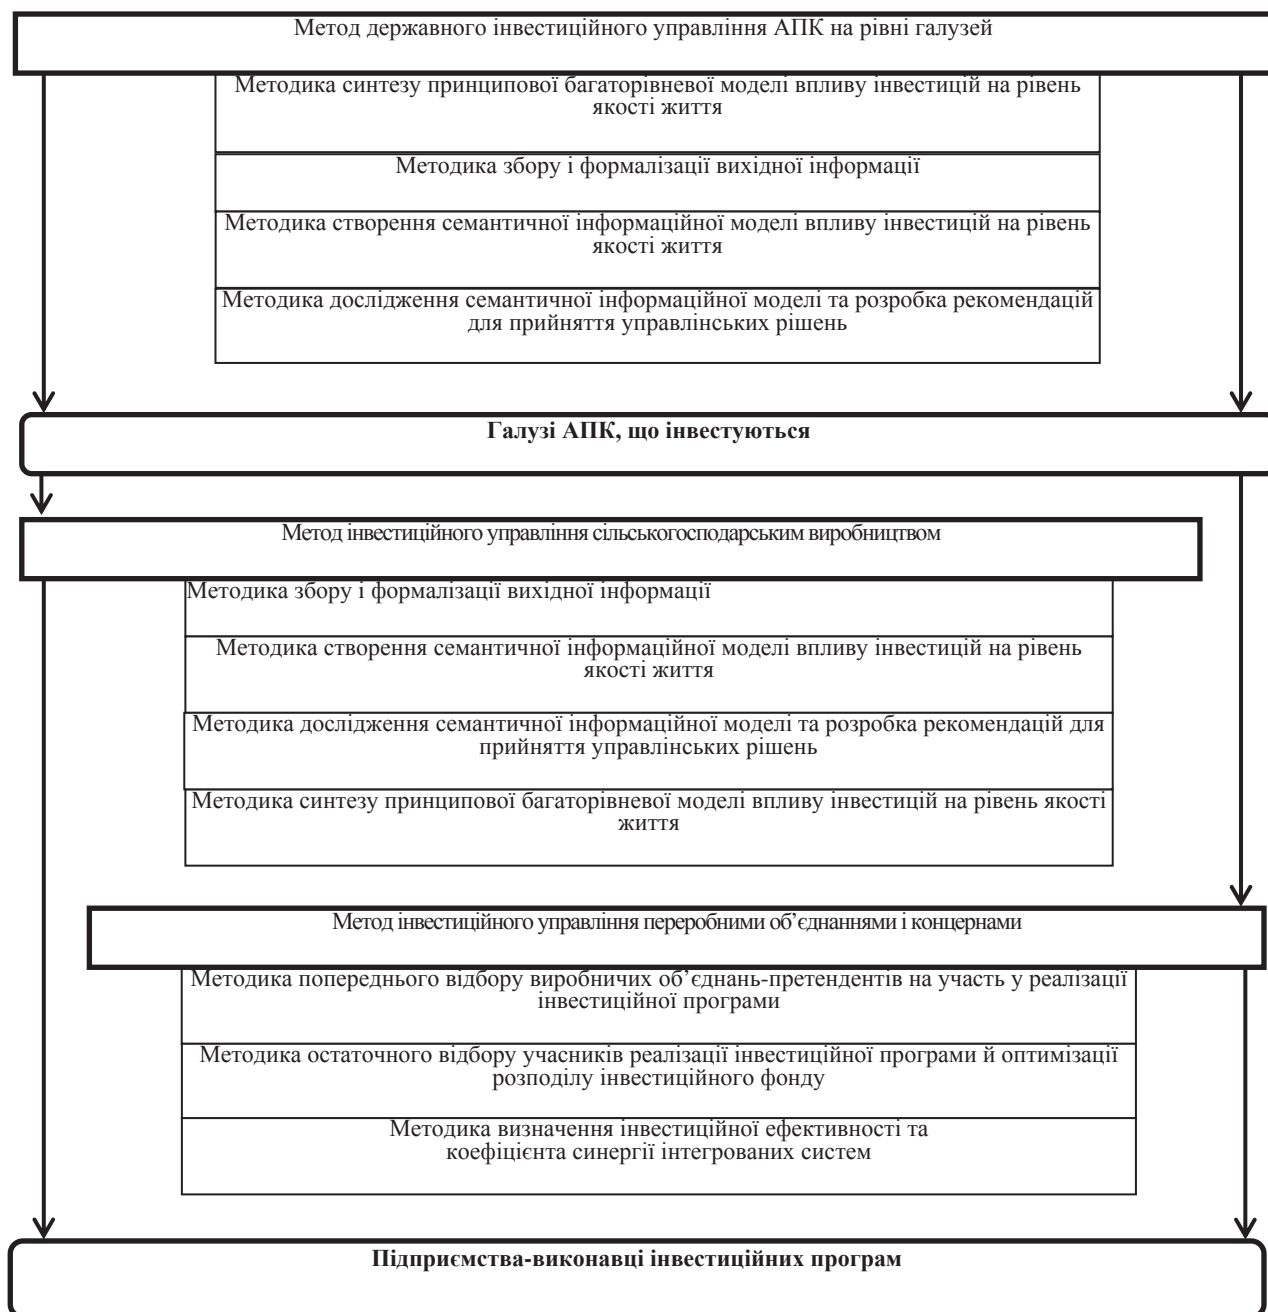 Метод державного інвестиційного управління АПК на рівні галузей
Методика синтезу принципової багаторівневої моделі впливу інвестицій на рівень
якості життя
Методика збору і формалізації вихідної інформації
Методика створення семантичної інформаційної моделі впливу інвестицій на рівень
якості життя
Методика дослідження семантичної інформаційної моделі та розробка рекомендацій
для прийняття управлінських рішень
Галузі АПК, що інвестуються
Метод інвестиційного управління сільськогосподарським виробництвом
Методика збору і формалізації вихідної інформації
Методика створення семантичної інформаційної моделі впливу інвестицій на рівень
якості життя
Методика дослідження семантичної інформаційної моделі та розробка рекомендацій для
прийняття управлінських рішень
Методика синтезу принципової багаторівневої моделі впливу інвестицій на рівень якості
життя
Метод інвестиційного управління переробними об’єднаннями і концернами
Методика попереднього відбору виробничих об’єднань-претендентів на участь у реалізації
інвестиційної програми
Методика остаточного відбору учасників реалізації інвестиційної програми й оптимізації
розподілу інвестиційного фонду
Методика визначення інвестиційної ефективності та
коефіцієнта синергії інтегрованих систем
Підприємства-виконавці інвестиційних програм